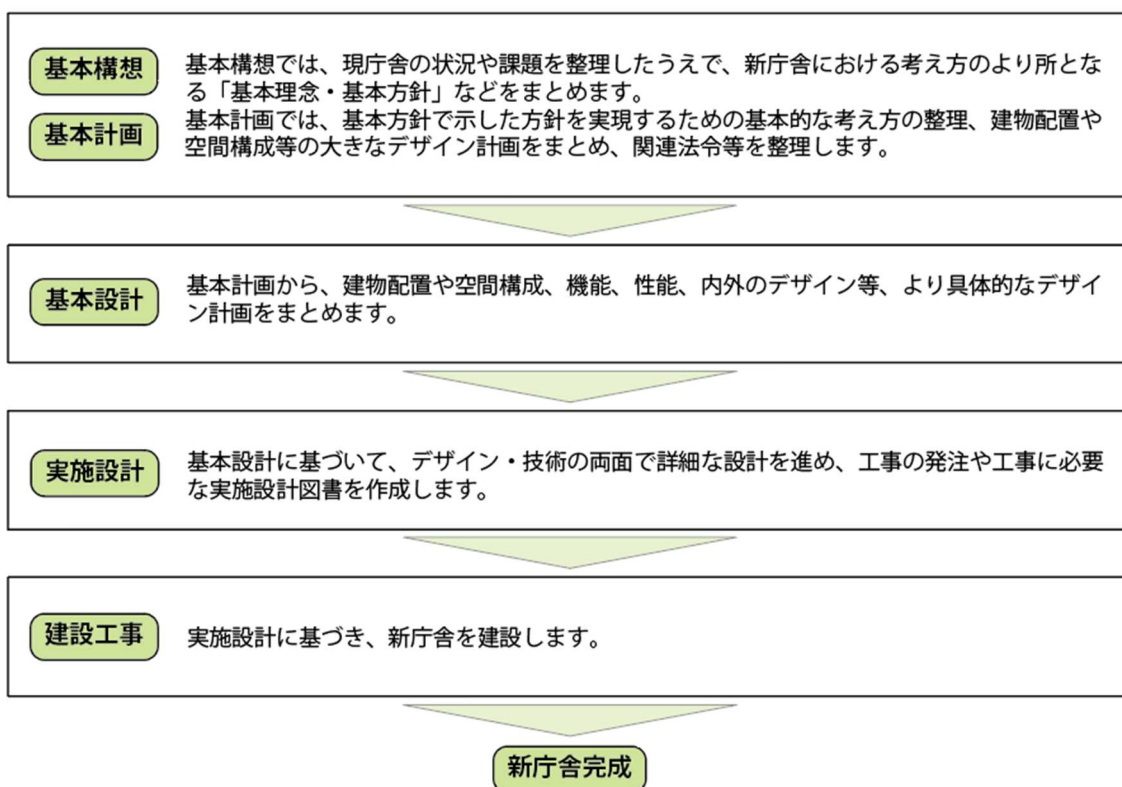 基本構想
基本構想では、現庁舎の状況や課題を整理したうえで、新庁舎における考え方のより所とな
る「基本理念・基本方針」などをまとめます。
基本計画
基本計画では、基本方針で示した方針を実現するための基本的な考え方の整理、建物配置や
空間構成等の大きなデザイン計画をまとめ、関連法令等を整理します。
基本設計
基本計画から、建物配置や空間構成、機能、性能、内外のデザイン等、より具体的なデザイ
ン計画をまとめます。
実施設計
基本設計に基づいて、デザイン・技術の両面で詳細な設計を進め、工事の発注や工事に必要
な実施設計図書を作成します。
建設工事
実施設計に基づき、新庁舎を建設します。
新庁舎完成